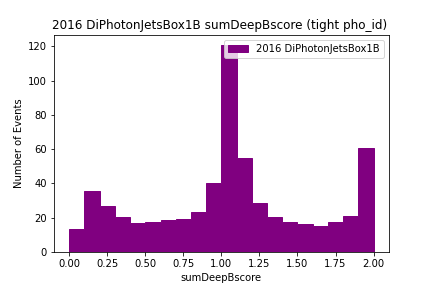 2016 DiPhotonJetsBox1B sumDeepBscore (tight pho_id)
2016 DiPhotonJetsBox1B
Number of Events
120
100
80
60
40
20
0
0.00 0.25 0.50 0.75 1.00 1.25 1.50 1.75 2.00
sumDeepBscore